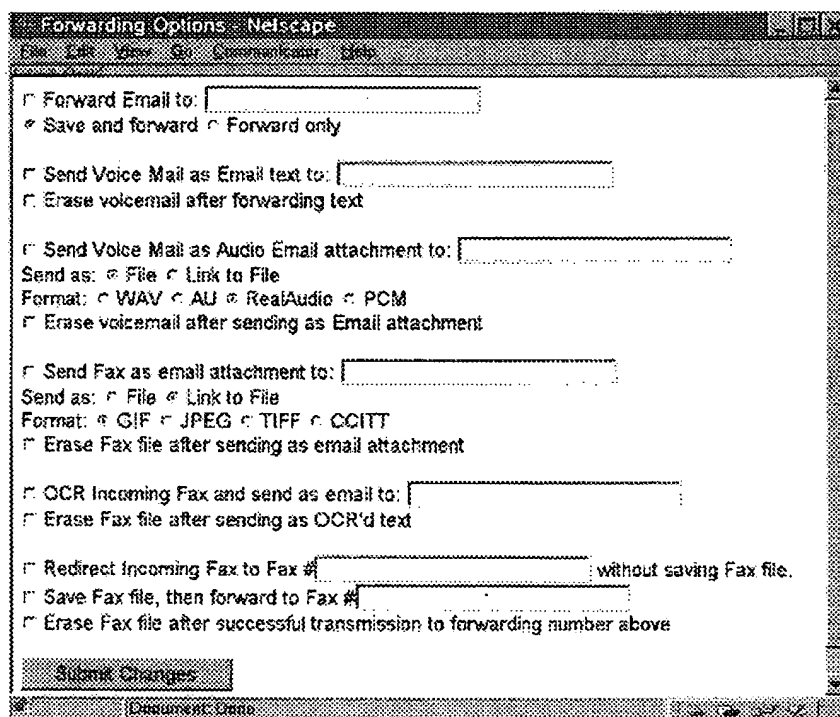 Forwarding Options - Netscape
File Edit View Go Communicator Help
Forward Email to:
Save and forward Forward only
Send Voice Mail as Email text to:
Erase voicemail after forwarding text
Send Voice Mail as Audio Email attachment to:
Send as: File Link to File
Format: WAV AU RealAudio PCM
Erase voicemail after sending as Email attachment
Send Fax as email attachment to:
Send as: File Link to File
Format: GIF JPEG TIFF CCITT
Erase Fax file after sending as email attachment
OCR Incoming Fax and send as email to:
Erase Fax file after sending as OCR'd text
Redirect Incoming Fax to Fax # without saving Fax file.
Save Fax file, then forward to Fax #
Erase Fax file after successful transmission to forwarding number above
Submit Changes
Document: Done